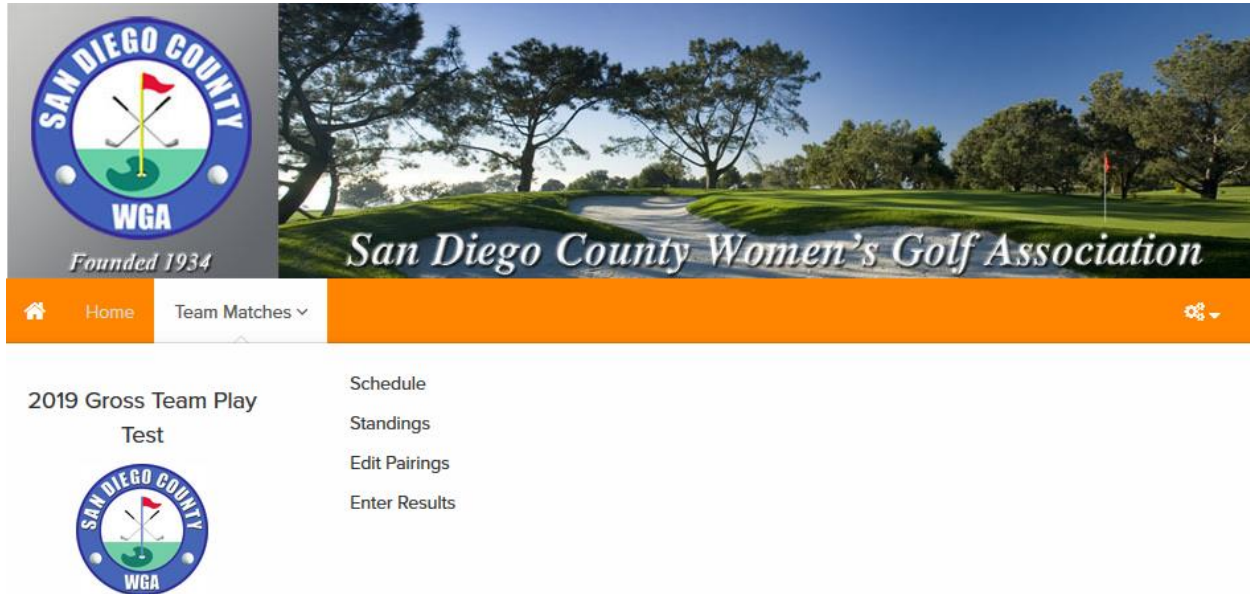 SAN DIEGO COUNTY
WGA
Founded 1934
San Diego County Women's Golf Association
Home
Team Matches
2019 Gross Team Play
Test
SAN DIEGO COUNTY
WGA
Schedule
Standings
Edit Pairings
Enter Results